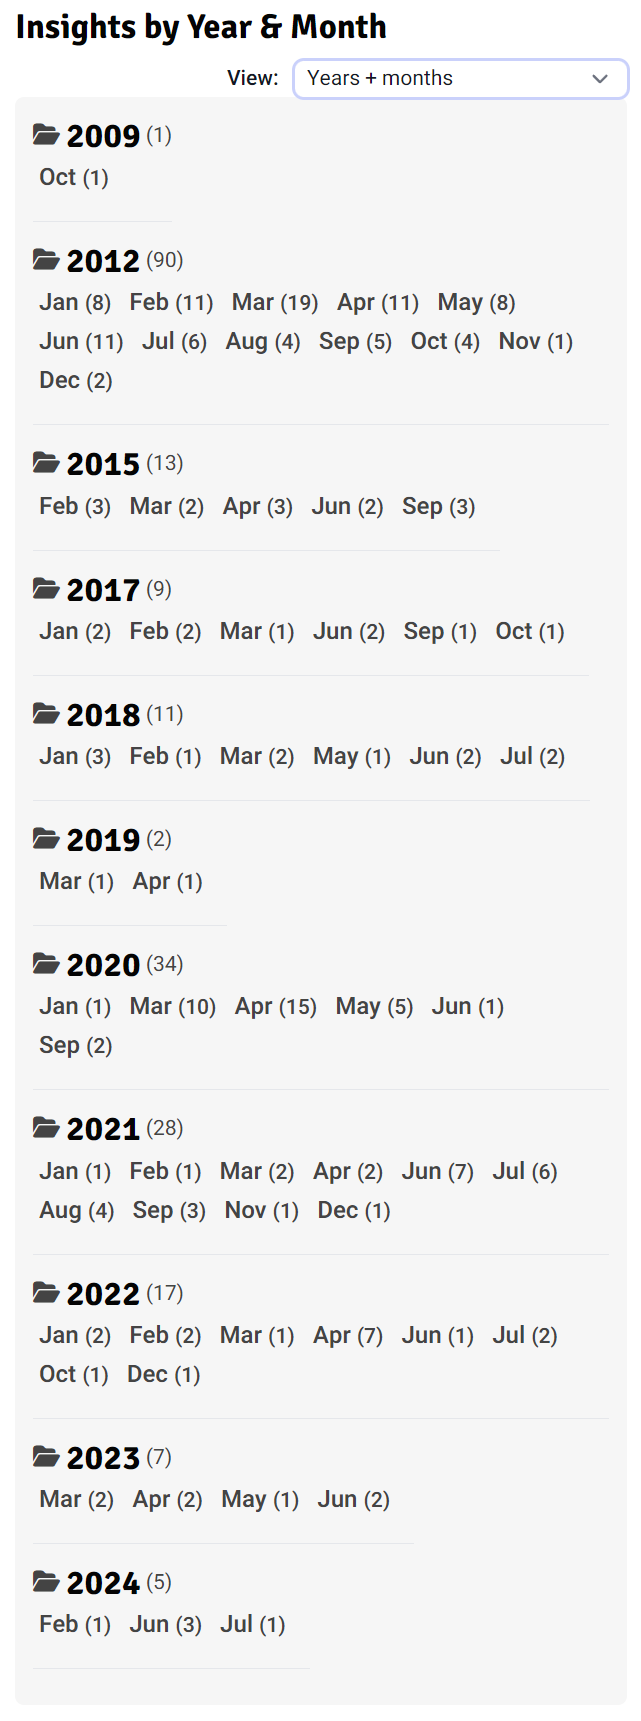 Insights by Year & Month
View: Years + months
2009 (1)
Oct (1)
2012 (90)
Jan (8) Feb (11) Mar (19) Apr (11) May (8)
Jun (11) Jul (6) Aug (4) Sep (5) Oct (4) Nov (1)
Dec (2)
2015 (13)
Feb (3) Mar (2) Apr (3) Jun (2) Sep (3)
2017 (9)
Jan (2) Feb (2) Mar (1) Jun (2) Sep (1) Oct (1)
2018 (11)
Jan (3) Feb (1) Mar (2) May (1) Jun (2) Jul (2)
2019 (2)
Mar (1) Apr (1)
2020 (34)
Jan (1) Mar (10) Apr (15) May (5) Jun (1)
Sep (2)
2021 (28)
Jan (1) Feb (1) Mar (2) Apr (2) Jun (7) Jul (6)
Aug (4) Sep (3) Nov (1) Dec (1)
2022 (17)
Jan (2) Feb (2) Mar (1) Apr (7) Jun (1) Jul (2)
Oct (1) Dec (1)
2023 (7)
Mar (2) Apr (2) May (1) Jun (2)
2024 (5)
Feb (1) Jun (3) Jul (1)